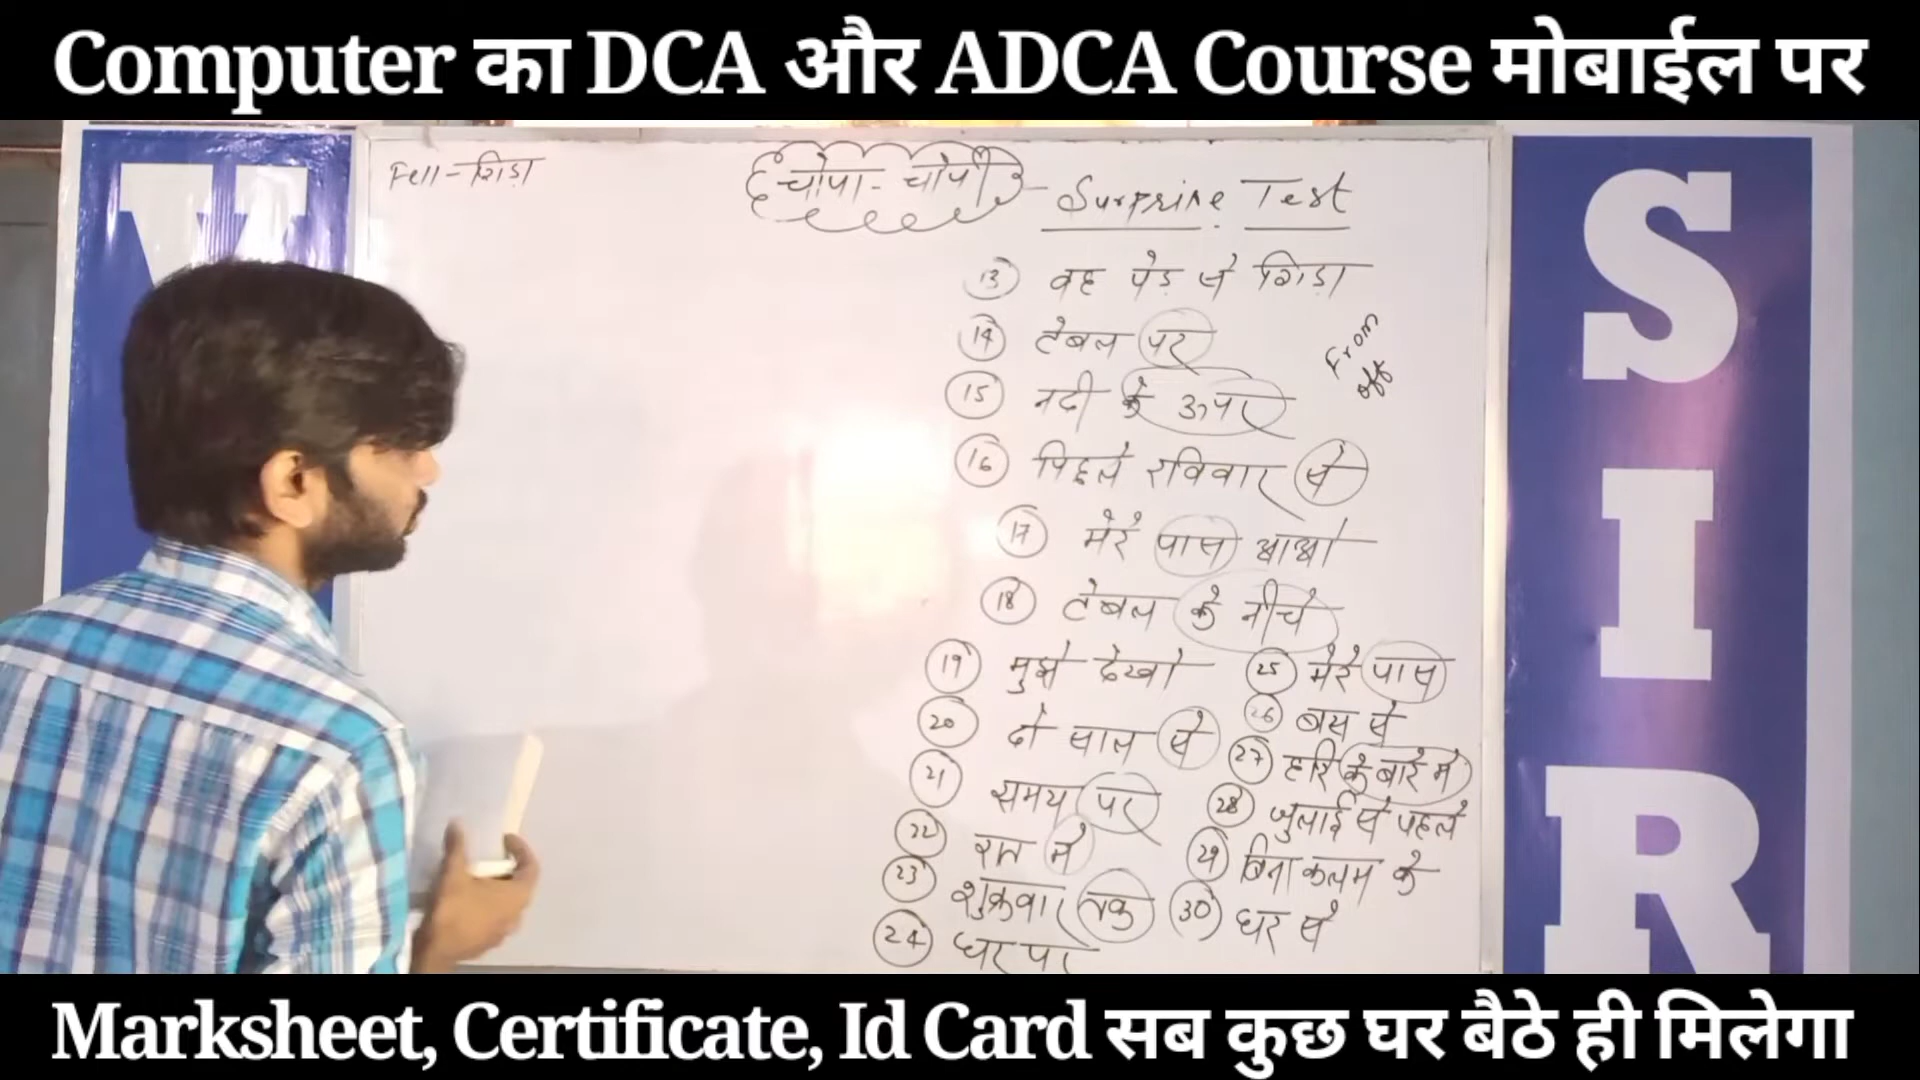 Computer का DCA और ADCA Course मोबाईल पर
Fell - गिड़ा
चोपा - चोपी - Surprise Test
13 वह पेड़ से गिड़ा
14 टेबल पर
From
off
15 नदी के ऊपर
16 पिछले रविवार से
17 मेरे पास आओ
18 टेबल के नीचे
19 मुझे देखो
20 दो साल से
21 समय पर
22 रात में
23 शुक्रवार तक
24 घर पर
25 मेरे पास
26 बस से
27 हरि के बारे में
28 जुलाई से पहले
29 बिना कलम के
30 घर से
SIR
Marksheet, Certificate, Id Card सब कुछ घर बैठे ही मिलेगा